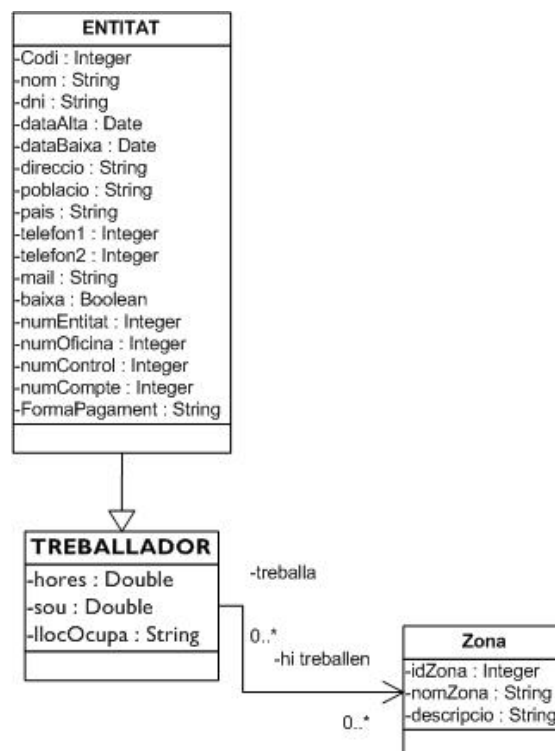 ENTITAT
-Codi : Integer
-nom : String
-dni : String
-dataAlta : Date
-dataBaixa : Date
-direccio : String
-poblacio : String
-pais : String
-telefon1 : Integer
-telefon2 : Integer
-mail : String
-baixa : Boolean
-numEntitat : Integer
-numOficina : Integer
-numControl : Integer
-numCompte : Integer
-FormaPagament : String
TREBALLADOR
-hores : Double
-sou : Double
-llocOcupa : String
-treballa
0..*
-hi treballen
0..*
Zona
-idZona : Integer
-nomZona : String
-descripcio : String